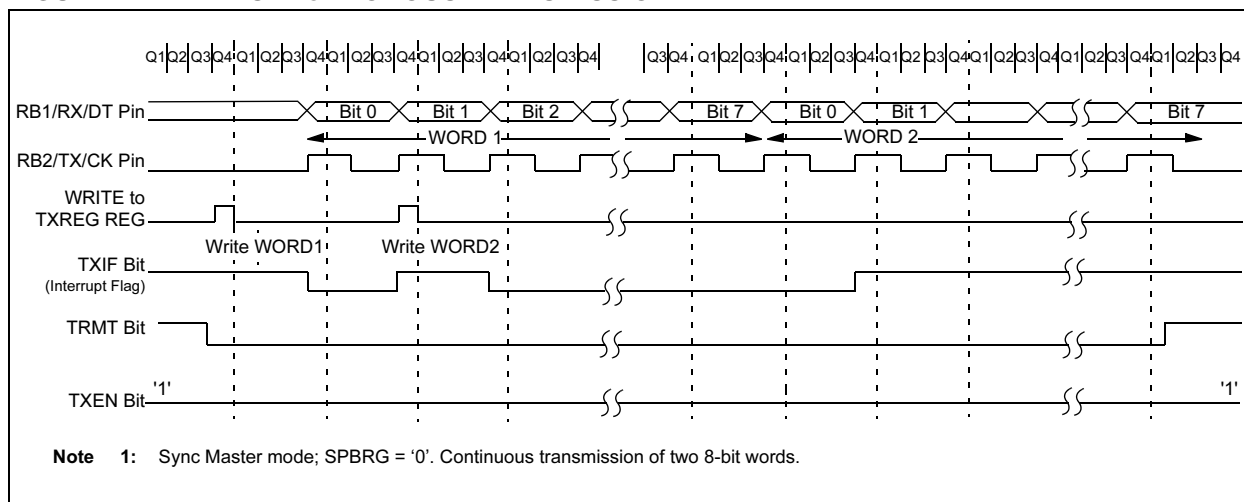 Q1 Q2 Q3 Q4 Q1 Q2 Q3 Q4 Q1 Q2 Q3 Q4 Q1 Q2 Q3 Q4 Q3 Q4 Q1 Q2 Q3 Q4 Q1 Q2 Q3 Q4 Q1 Q2 Q3 Q4 Q1 Q2 Q3 Q4 Q1 Q2 Q3 Q4 Q1 Q2 Q3 Q4
RB1/RX/DT Pin Bit 0 Bit 1 Bit 2 Bit 7 Bit 0 Bit 1 Bit 7
WORD 1 WORD 2
RB2/TX/CK Pin
WRITE to
TXREG REG
Write WORD1 Write WORD2
TXIF Bit
(Interrupt Flag)
TRMT Bit
'1' '1'
TXEN Bit
Note 1: Sync Master mode; SPBRG = ‘0’. Continuous transmission of two 8-bit words.